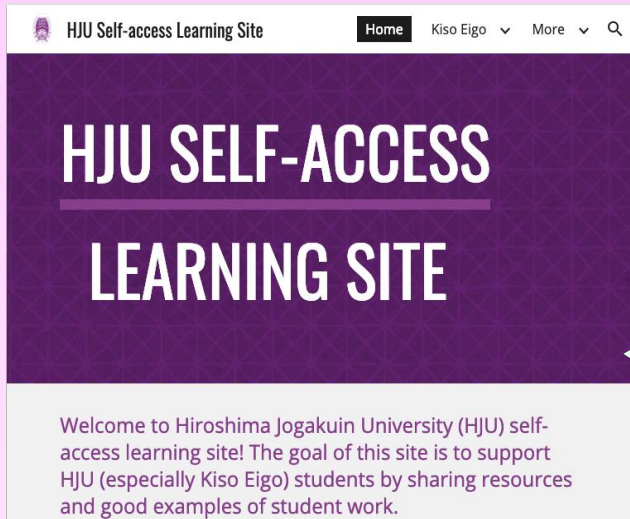 HJU Self-access Learning Site
Home Kiso Eigo More
HJU SELF-ACCESS
LEARNING SITE
Welcome to Hiroshima Jogakuin University (HJU) self-
access learning site! The goal of this site is to support
HJU (especially Kiso Eigo) students by sharing resources
and good examples of student work.